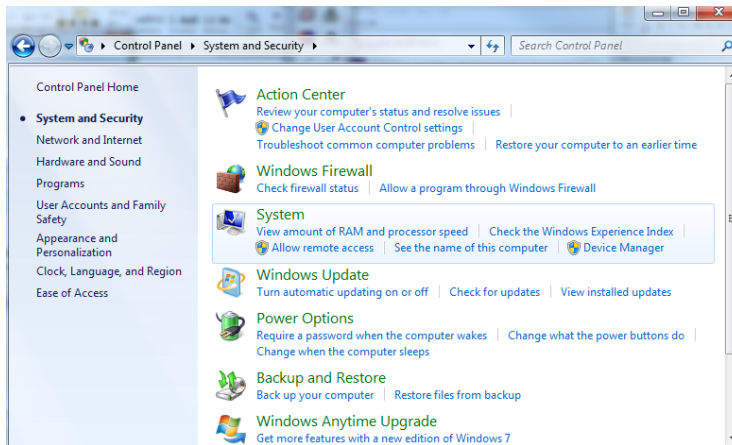 Control Panel System and Security
Search Control Panel
Control Panel Home
System and Security
Network and Internet
Hardware and Sound
Programs
User Accounts and Family
Safety
Appearance and
Personalization
Clock, Language, and Region
Ease of Access
Action Center
Review your computer's status and resolve issues
Change User Account Control settings
Troubleshoot common computer problems Restore your computer to an earlier time
Windows Firewall
Check firewall status Allow a program through Windows Firewall
System
View amount of RAM and processor speed Check the Windows Experience Index
Allow remote access See the name of this computer Device Manager
Windows Update
Turn automatic updating on or off Check for updates View installed updates
Power Options
Require a password when the computer wakes Change what the power buttons do
Change when the computer sleeps
Backup and Restore
Back up your computer Restore files from backup
Windows Anytime Upgrade
Get more features with a new edition of Windows 7